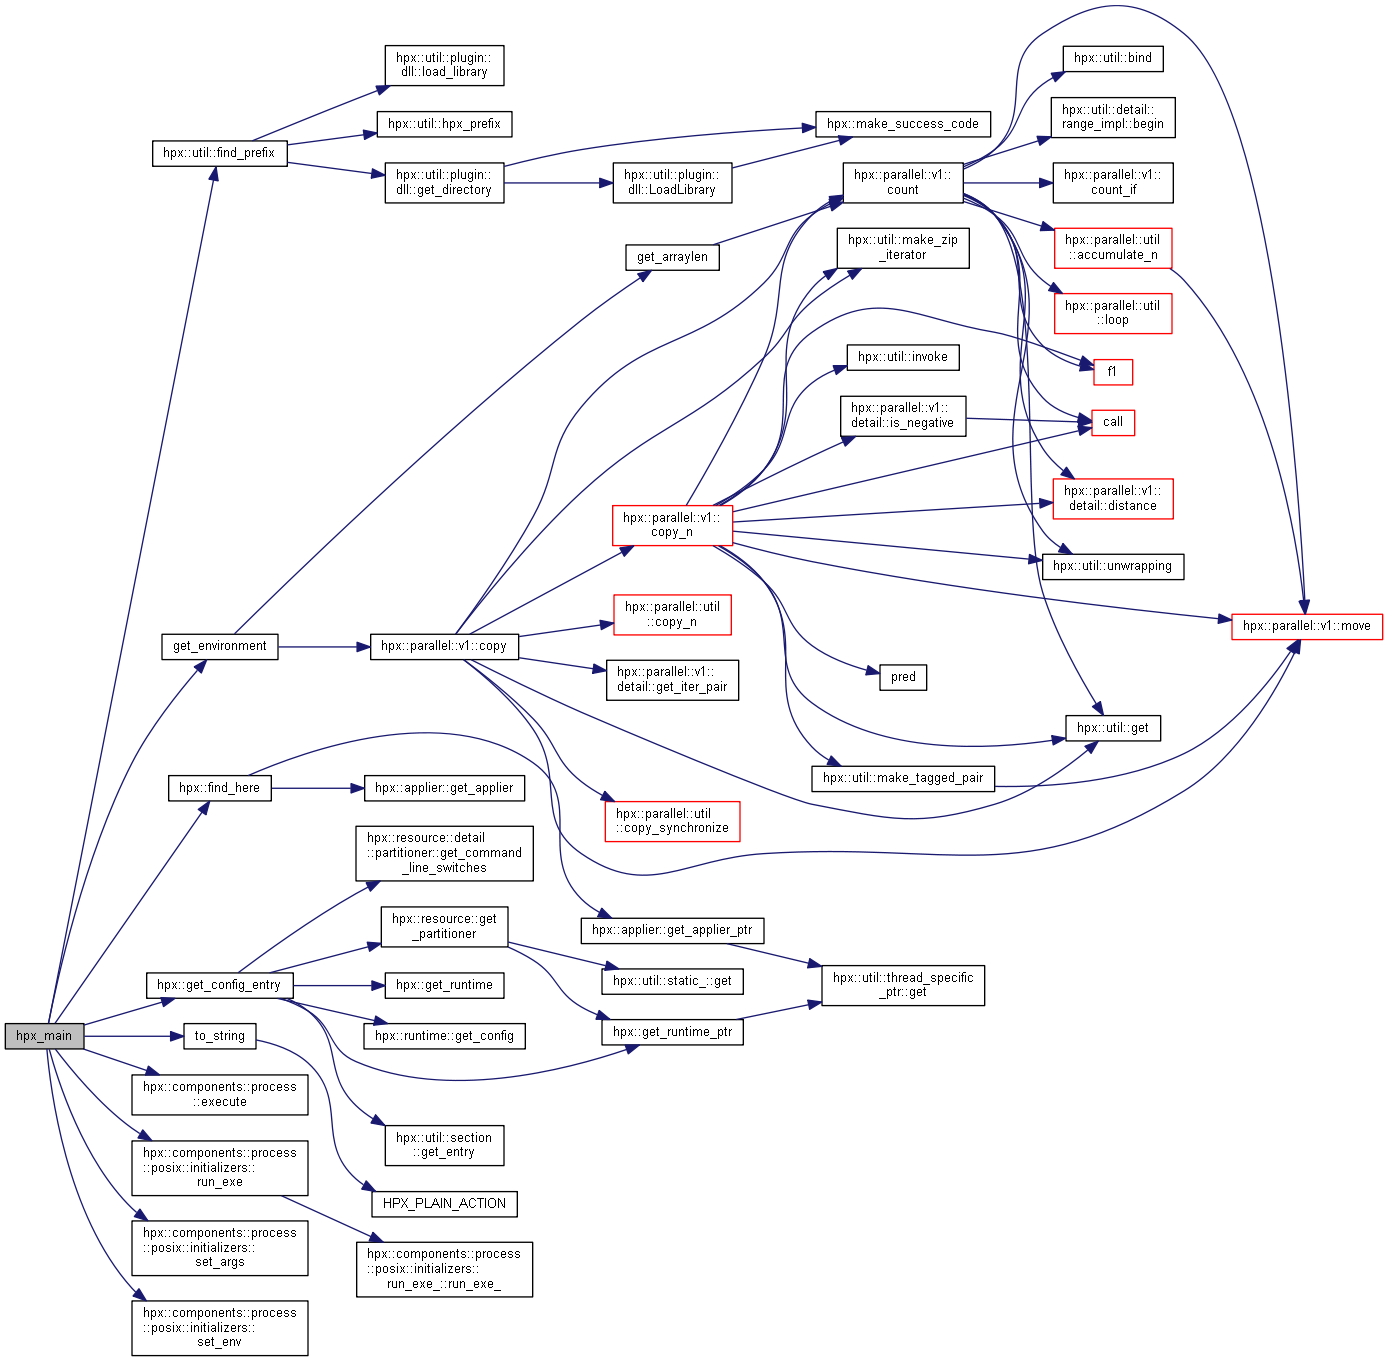 hpx_main
hpx::util::find_prefix
get_environment
hpx::find_here
hpx::get_config_entry
to_string
hpx::components::process
::execute
hpx::components::process
::posix::initializers::
run_exe
hpx::components::process
::posix::initializers::
set_args
hpx::components::process
::posix::initializers::
set_env
hpx::util::plugin::
dll::load_library
hpx::util::hpx_prefix
hpx::util::plugin::
dll::get_directory
hpx::parallel::v1::copy
hpx::applier::get_applier
hpx::resource::detail
::partitioner::get_command
_line_switches
hpx::resource::get
_partitioner
hpx::get_runtime
hpx::runtime::get_config
hpx::util::section
::get_entry
HPX_PLAIN_ACTION
hpx::components::process
::posix::initializers::
run_exe_::run_exe_
hpx::util::plugin::
dll::LoadLibrary
get_arraylen
hpx::parallel::v1::
copy_n
hpx::parallel::util
::copy_n
hpx::parallel::v1::
detail::get_iter_pair
hpx::parallel::util
::copy_synchronize
hpx::applier::get_applier_ptr
hpx::util::static_::get
hpx::get_runtime_ptr
hpx::make_success_code
hpx::parallel::v1::
count
hpx::util::make_zip
_iterator
hpx::util::invoke
hpx::parallel::v1::
detail::is_negative
pred
hpx::util::make_tagged_pair
hpx::util::thread_specific
_ptr::get
hpx::util::bind
hpx::util::detail::
range_impl::begin
hpx::parallel::v1::
count_if
hpx::parallel::util
::accumulate_n
hpx::parallel::util
::loop
f1
call
hpx::parallel::v1::
detail::distance
hpx::util::unwrapping
hpx::util::get
hpx::parallel::v1::move